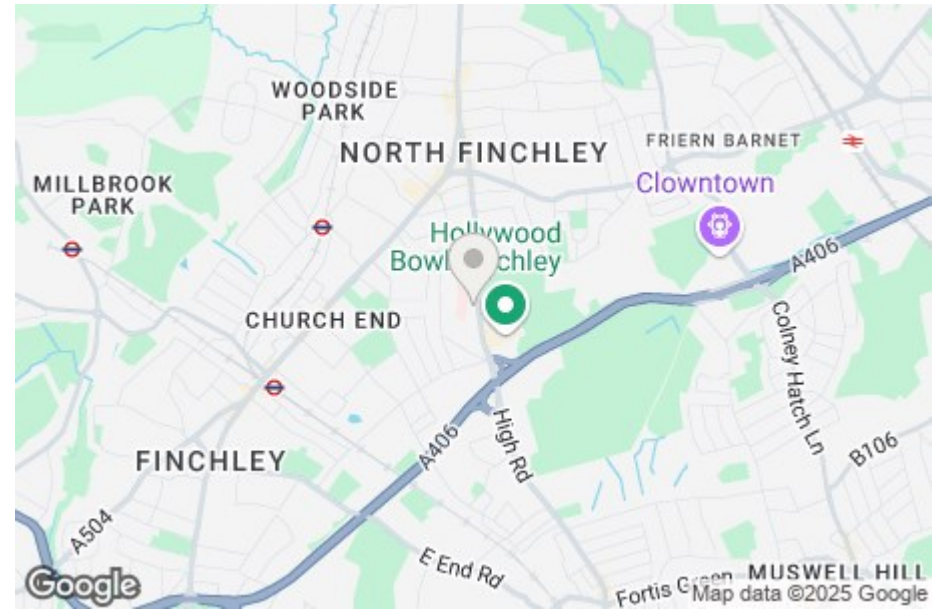 WOODSIDE
PARK
NORTH FINCHLEY
FRIERN BARNET
MILLBROOK
PARK
Clowntown
Hollywood
Bowl Finchley
A406
CHURCH END
Colney Hatch Ln
High Rd
A406
FINCHLEY
B106
A504
E End Rd
Fortis Green
MUSWELL HILL
Google
Map data ©2025 Google